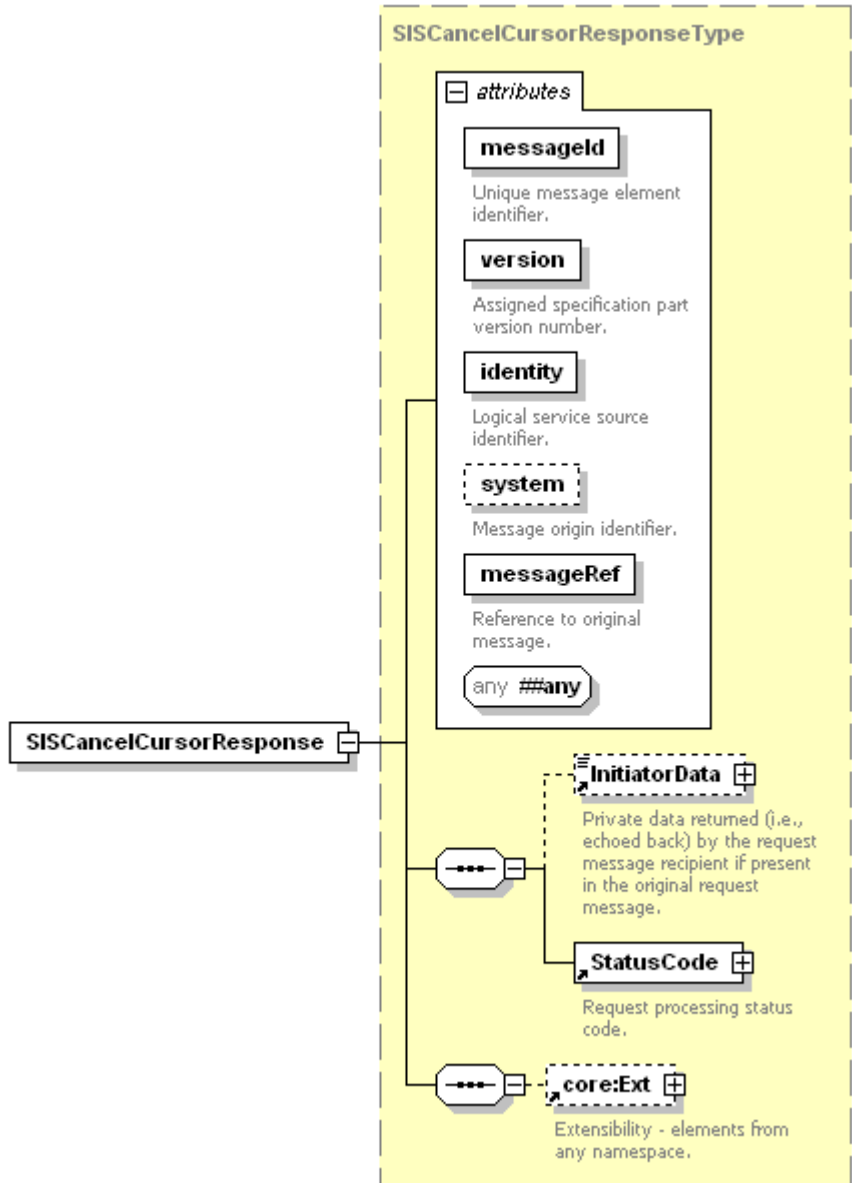 SISCancelCursorResponseType
attributes
messageId
Unique message element
identifier.
version
Assigned specification part
version number.
identity
Logical service source
identifier.
system
Message origin identifier.
messageRef
Reference to original
message.
any ##any
SISCancelCursorResponse
InitiatorData
Private data returned (i.e.,
echoed back) by the request
message recipient if present
in the original request
message.
StatusCode
Request processing status
code.
core:Ext
Extensibility - elements from
any namespace.